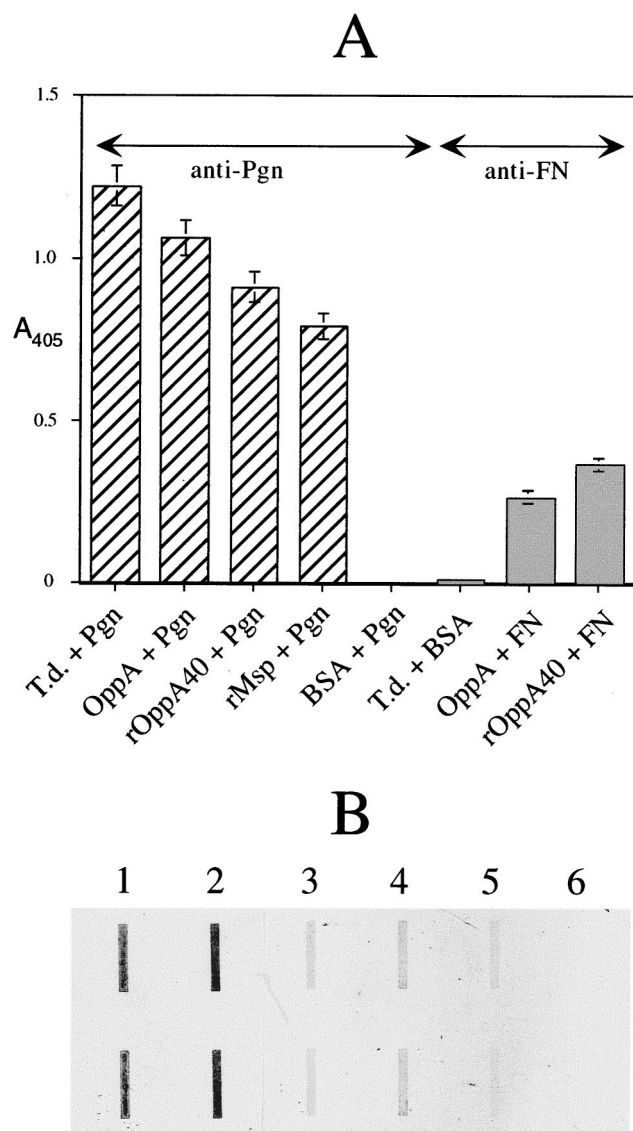 A
1.5
anti-Pgn
anti-FN
1.0
A405
0.5
0
T.d. + Pgn
OppA + Pgn
rOppA40 + Pgn
rMsp + Pgn
BSA + Pgn
T.d. + BSA
OppA + FN
rOppA40 + FN
B
1 2 3 4 5 6